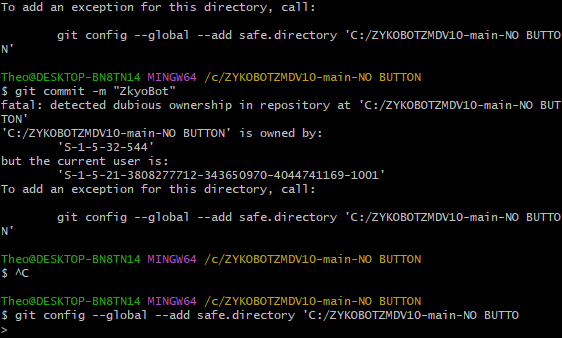 To add an exception for this directory, call:
git config --global --add safe.directory 'C:/ZYKOBOTZMDV10-main-NO BUTTO
N'
Theo@DESKTOP-BN8TN14 MINGW64 /c/ZYKOBOTZMDV10-main-NO BUTTON
$ git commit -m "ZkyoBot"
fatal: detected dubious ownership in repository at 'C:/ZYKOBOTZMDV10-main-NO BUT
TON'
'C:/ZYKOBOTZMDV10-main-NO BUTTON' is owned by:
'S-1-5-32-544'
but the current user is:
'S-1-5-21-3808277712-343650970-4044741169-1001'
To add an exception for this directory, call:
git config --global --add safe.directory 'C:/ZYKOBOTZMDV10-main-NO BUTTO
N'
Theo@DESKTOP-BN8TN14 MINGW64 /c/ZYKOBOTZMDV10-main-NO BUTTON
$ ^C
Theo@DESKTOP-BN8TN14 MINGW64 /c/ZYKOBOTZMDV10-main-NO BUTTON
$ git config --global --add safe.directory 'C:/ZYKOBOTZMDV10-main-NO BUTTO
>